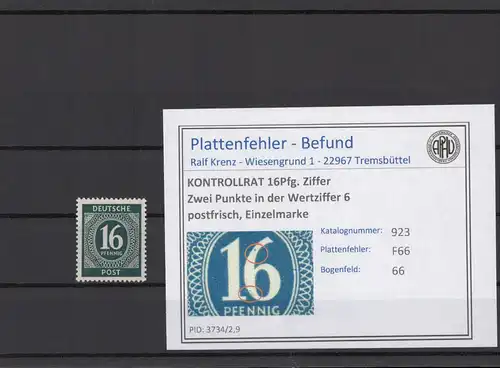 DEUTSCHE
16
PFENNIG
POST
Plattenfehler - Befund
Ralf Krenz - Wiesengrund 1 - 22967 Tremsbüttel
KONTROLLRAT 16Pfg. Ziffer
Zwei Punkte in der Wertziffer 6
postfrisch, Einzelmarke
Katalognummer: 923
Plattenfehler: F66
Bogenfeld: 66
16
PFENNIG
PID: 3734/2,9